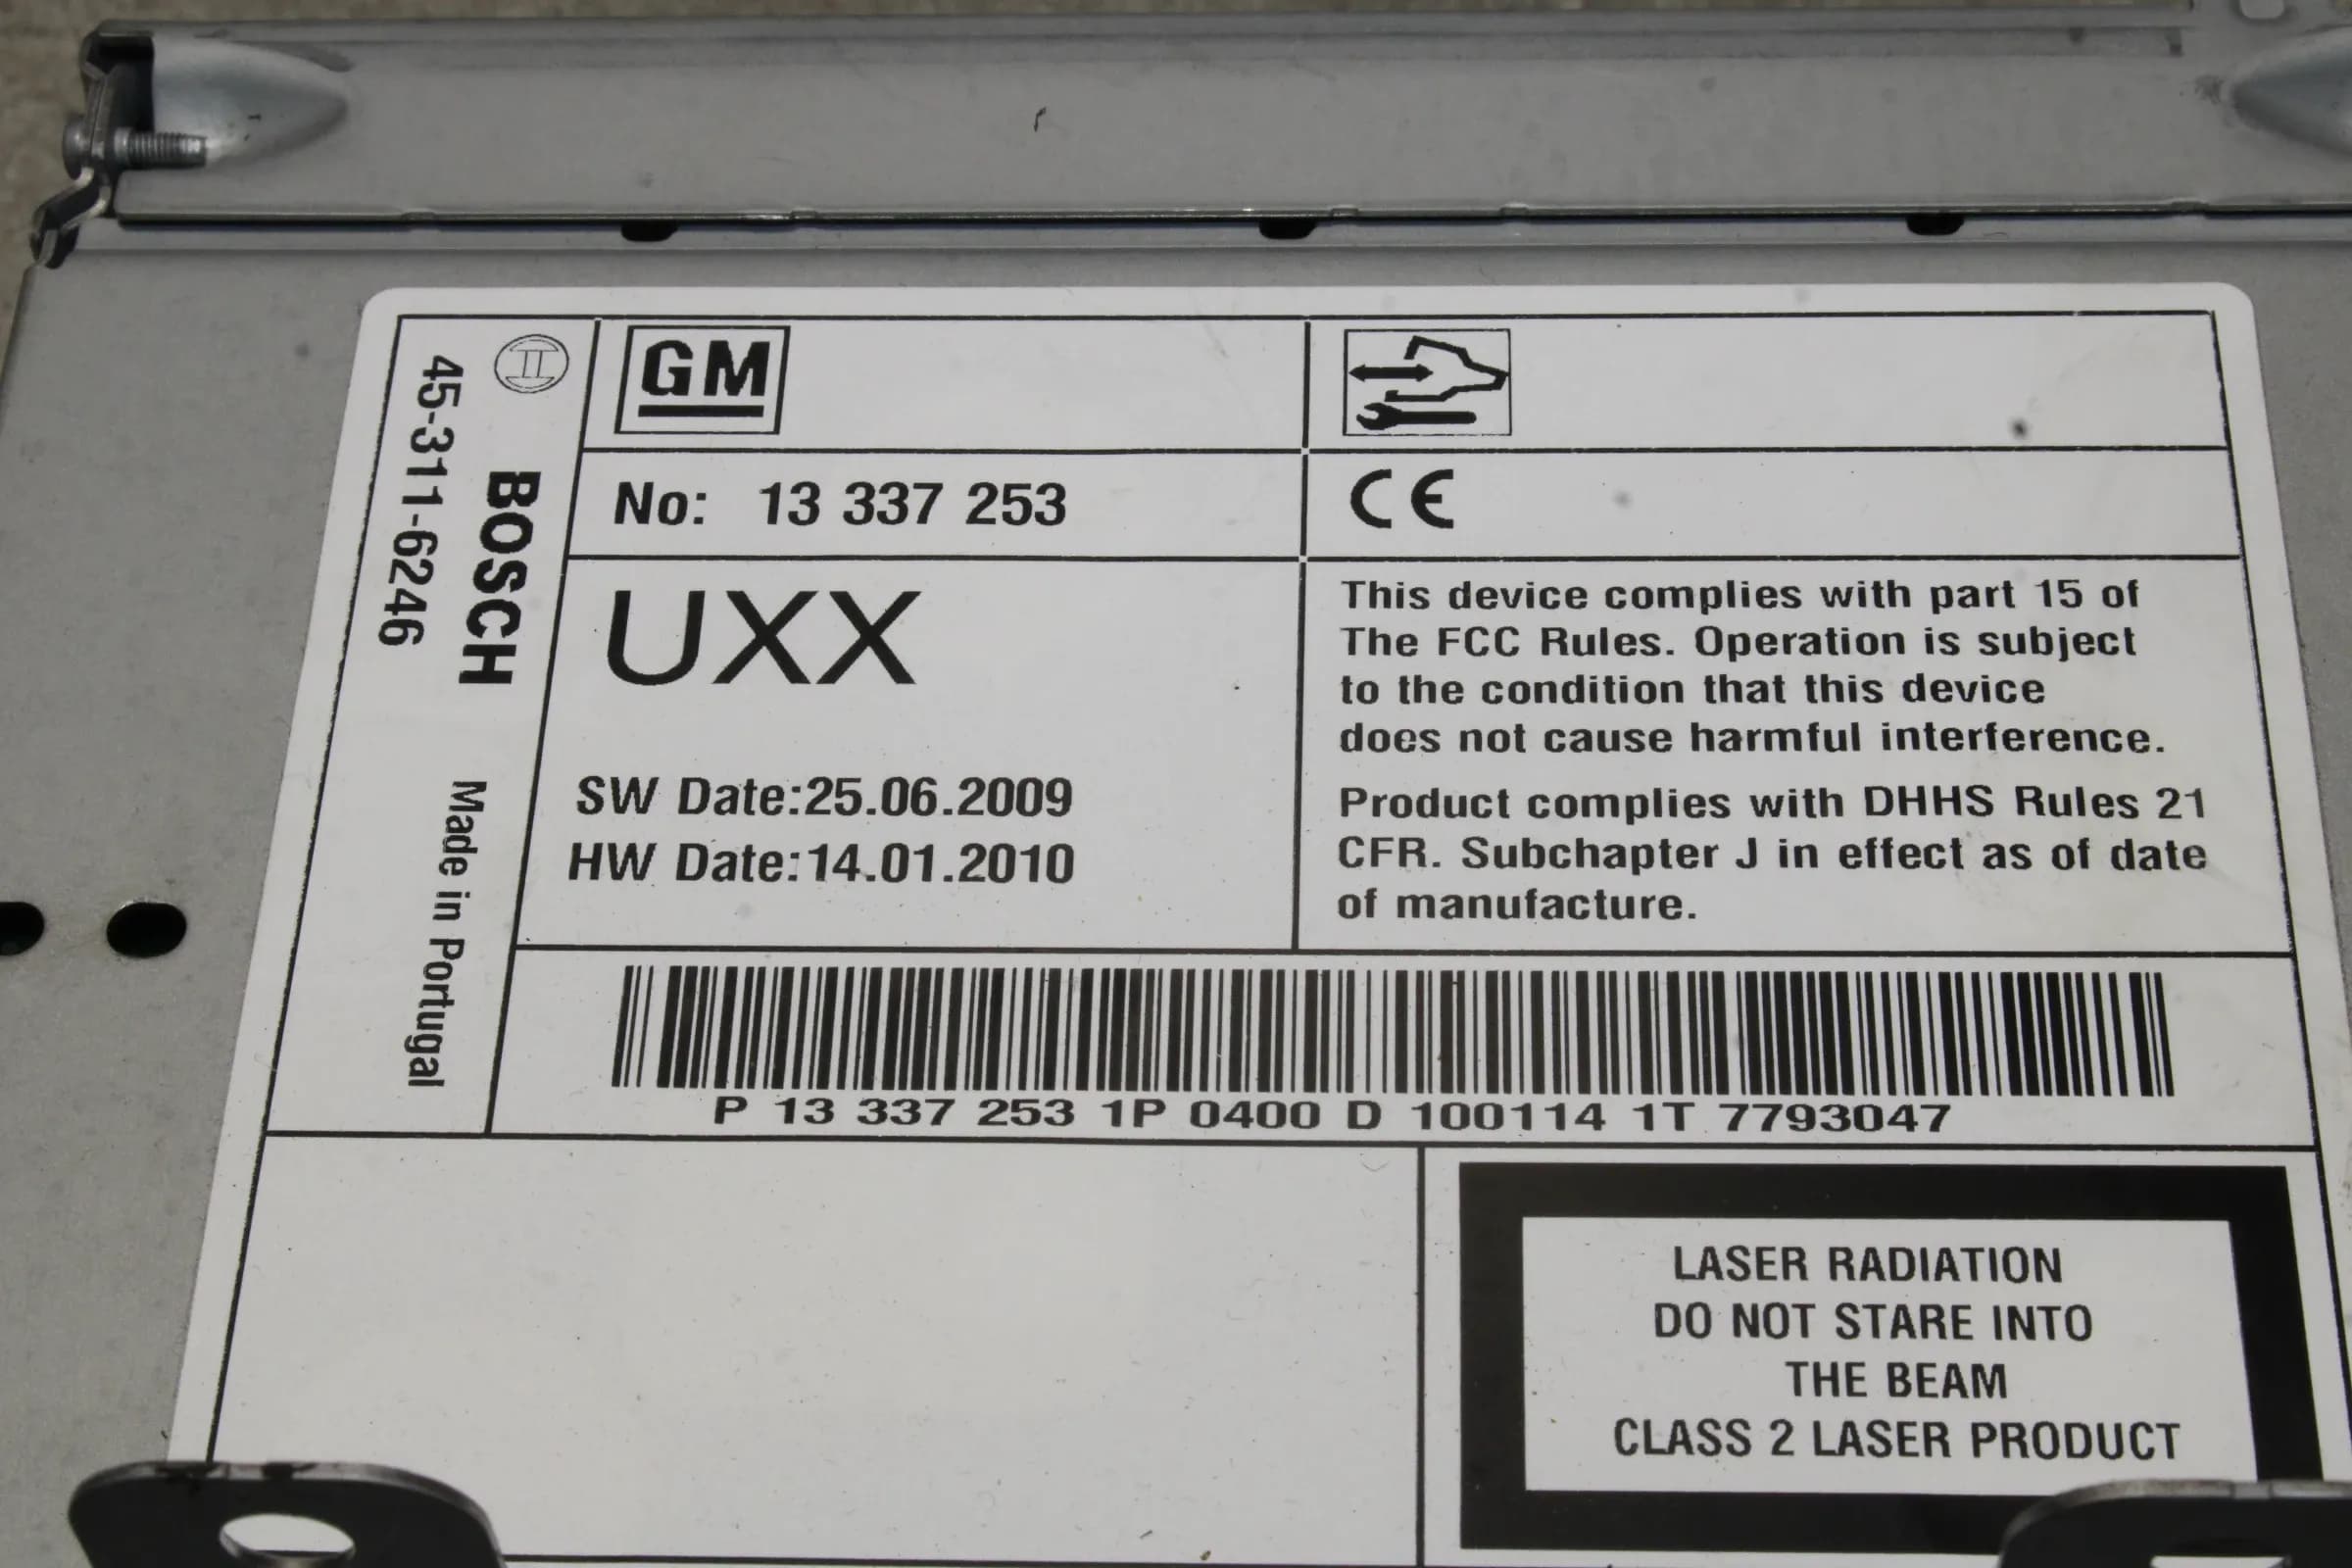 GM
BOSCH
45-311-6246
Made in Portugal
No: 13 337 253
CE
UXX
SW Date:25.06.2009
HW Date:14.01.2010
This device complies with part 15 of
The FCC Rules. Operation is subject
to the condition that this device
does not cause harmful interference.
Product complies with DHHS Rules 21
CFR. Subchapter J in effect as of date
of manufacture.
P 13 337 253 1P 0400 D 100114 1T 7793047
LASER RADIATION
DO NOT STARE INTO
THE BEAM
CLASS 2 LASER PRODUCT